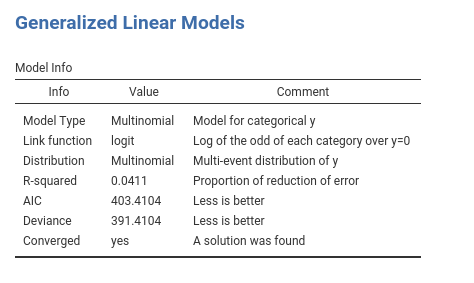 Generalized Linear Models
Model Info
Info Value Comment
Model Type Multinomial Model for categorical y
Link function logit Log of the odd of each category over y=0
Distribution Multinomial Multi-event distribution of y
R-squared 0.0411 Proportion of reduction of error
AIC 403.4104 Less is better
Deviance 391.4104 Less is better
Converged yes A solution was found